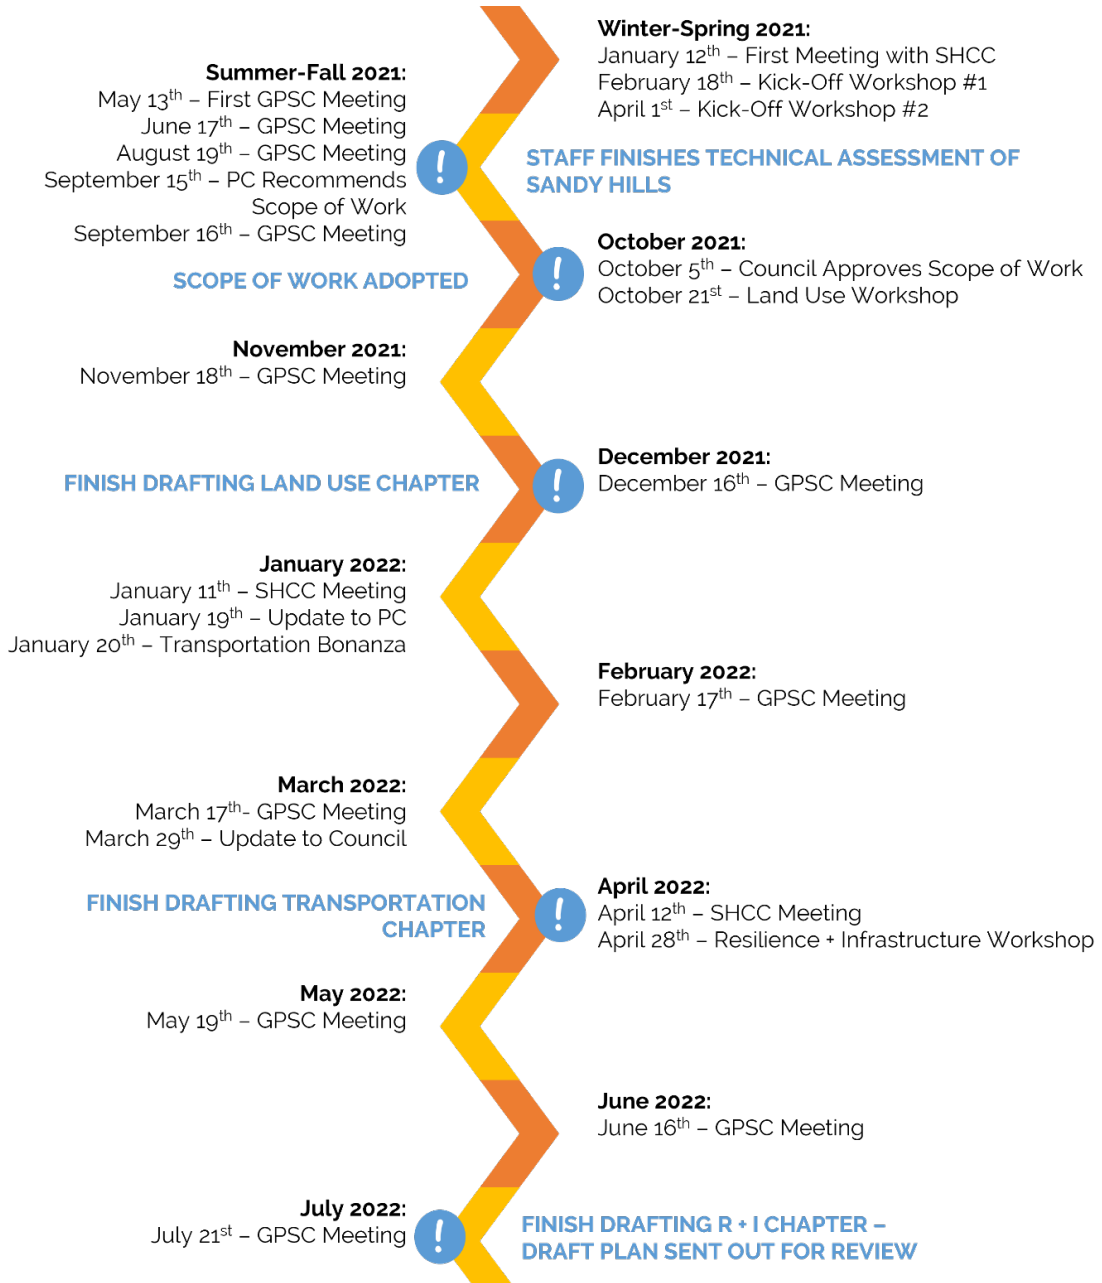 Winter-Spring 2021:
January 12th – First Meeting with SHCC
February 18th – Kick-Off Workshop #1
April 1st – Kick-Off Workshop #2
Summer-Fall 2021:
May 13th – First GPSC Meeting
June 17th – GPSC Meeting
August 19th – GPSC Meeting
September 15th – PC Recommends
Scope of Work
September 16th – GPSC Meeting
STAFF FINISHES TECHNICAL ASSESSMENT OF
SANDY HILLS
October 2021:
October 5th – Council Approves Scope of Work
October 21st – Land Use Workshop
SCOPE OF WORK ADOPTED
November 2021:
November 18th – GPSC Meeting
December 2021:
December 16th – GPSC Meeting
FINISH DRAFTING LAND USE CHAPTER
January 2022:
January 11th – SHCC Meeting
January 19th – Update to PC
January 20th – Transportation Bonanza
February 2022:
February 17th – GPSC Meeting
March 2022:
March 17th- GPSC Meeting
March 29th – Update to Council
April 2022:
April 12th – SHCC Meeting
April 28th – Resilience + Infrastructure Workshop
FINISH DRAFTING TRANSPORTATION
CHAPTER
May 2022:
May 19th – GPSC Meeting
June 2022:
June 16th – GPSC Meeting
July 2022:
July 21st – GPSC Meeting
FINISH DRAFTING R + I CHAPTER –
DRAFT PLAN SENT OUT FOR REVIEW